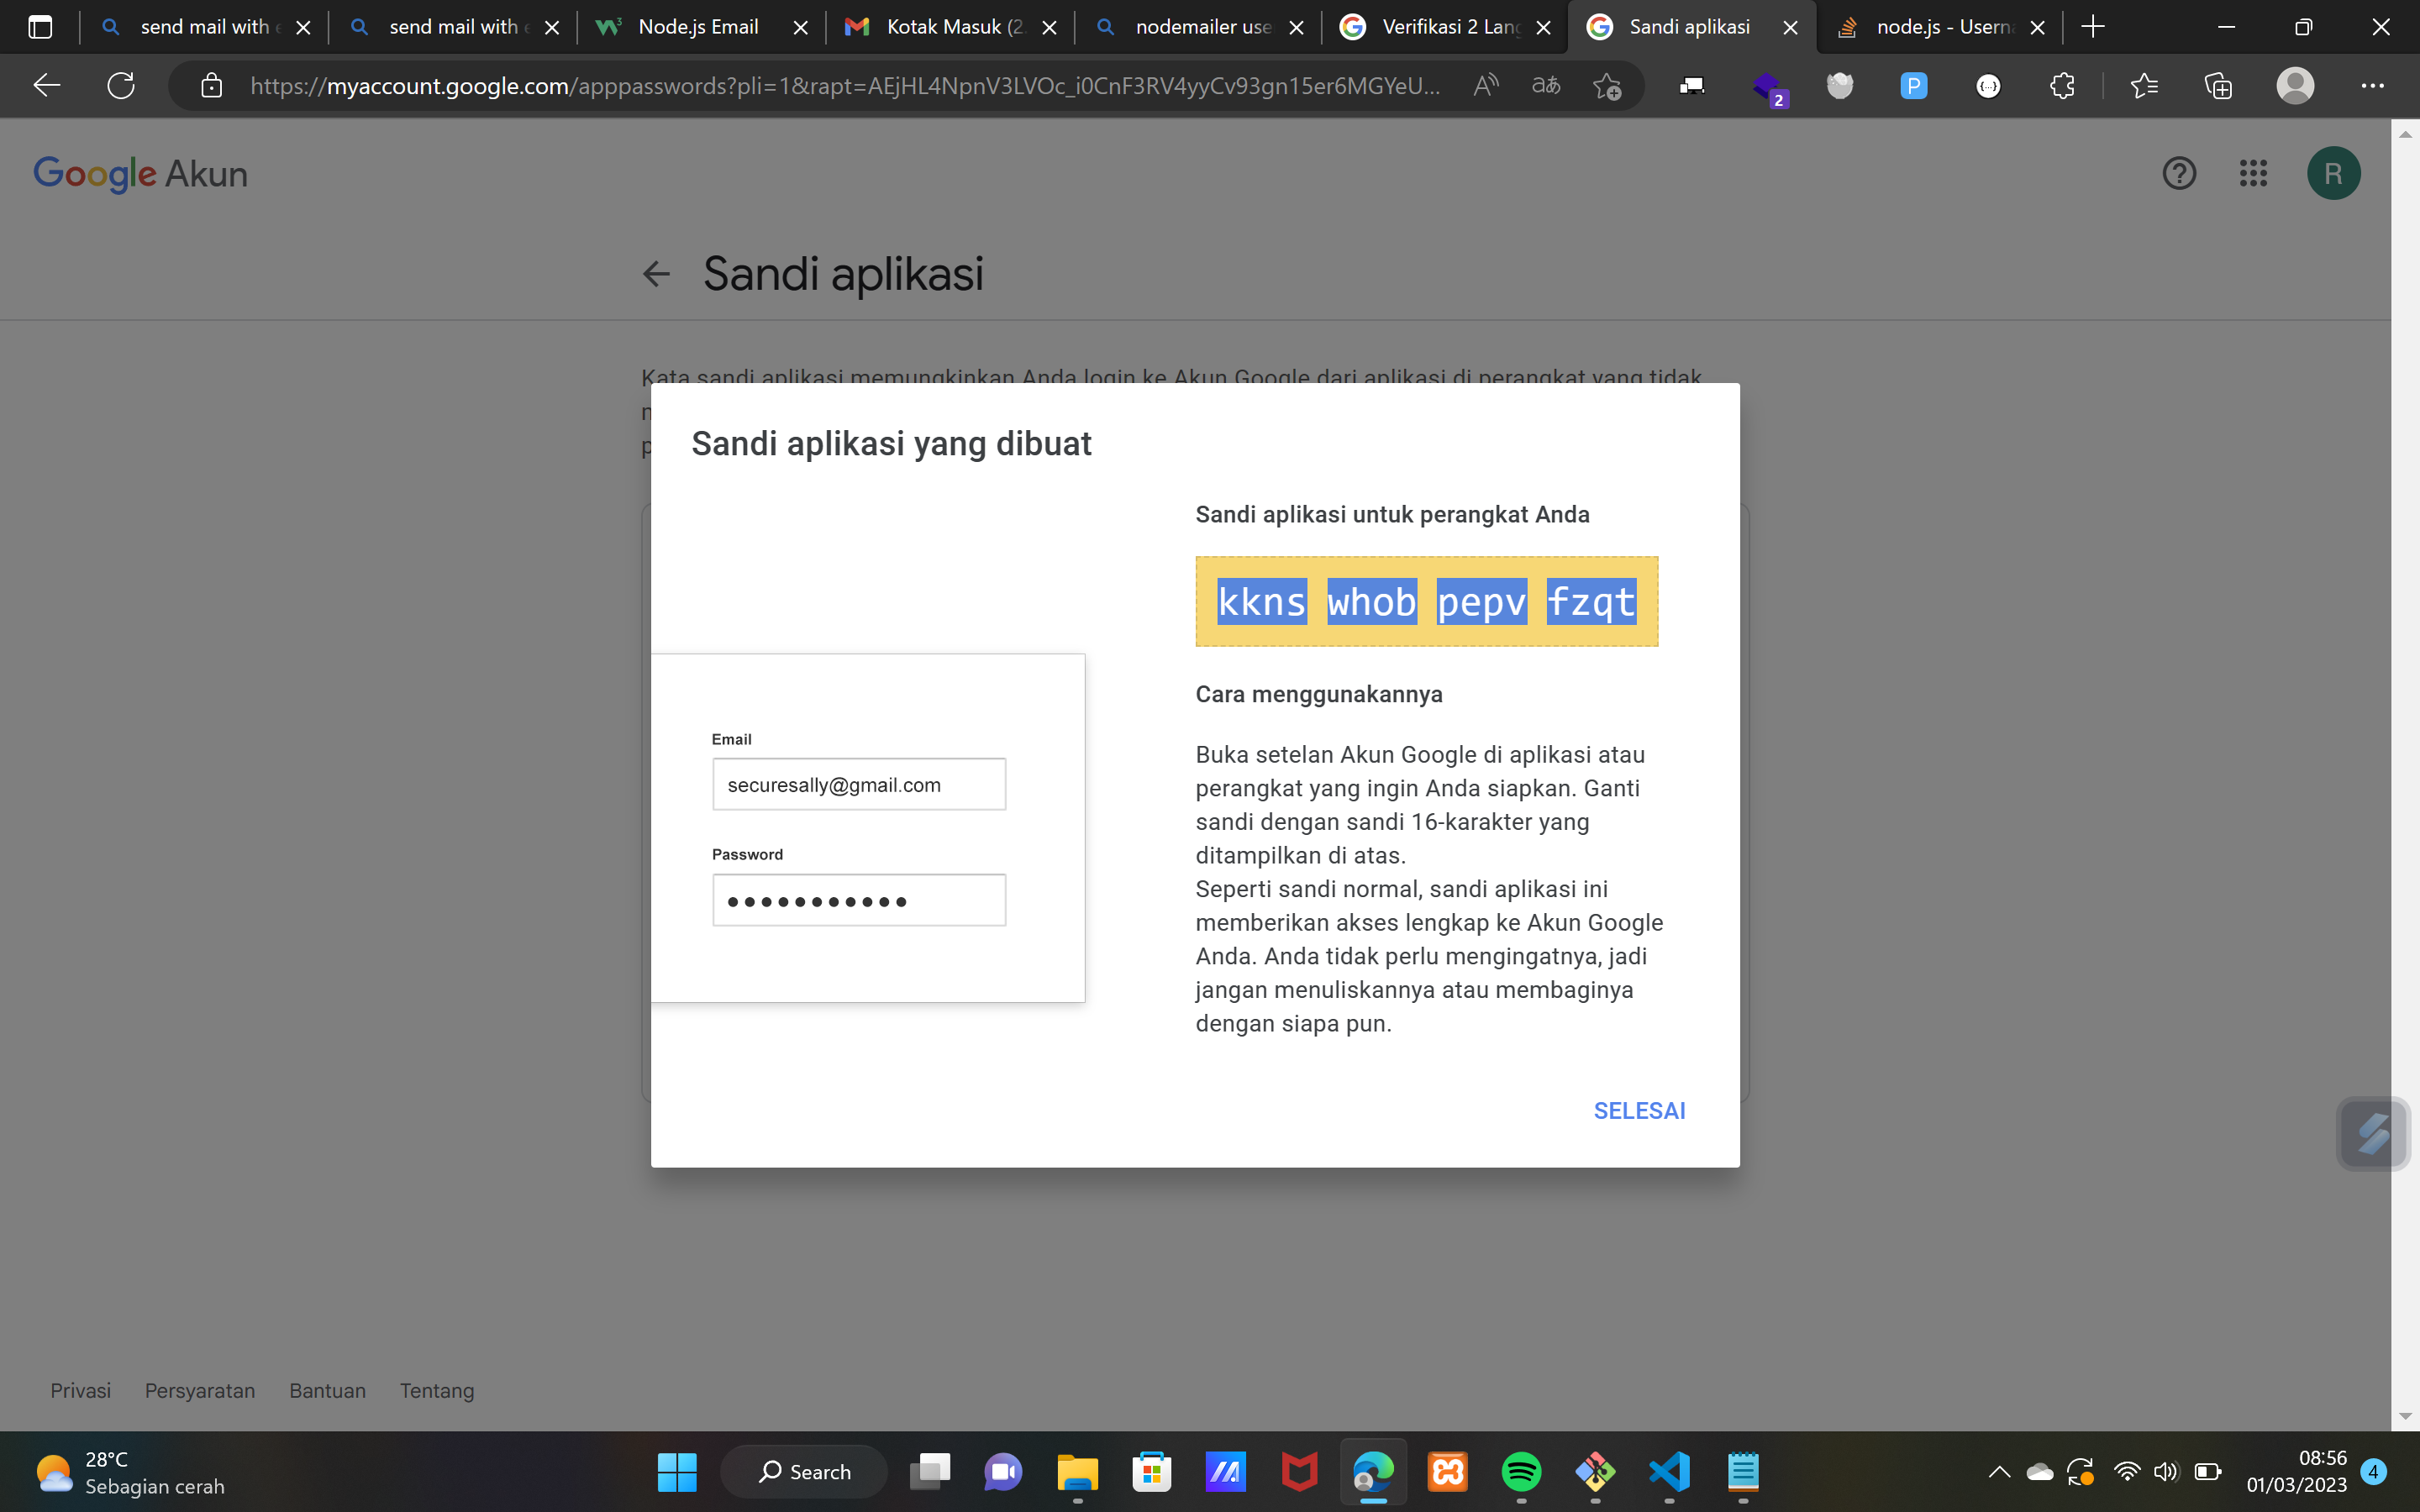 send mail with e
send mail with e
Node.js Email
Kotak Masuk (2
nodemailer use
Verifikasi 2 Lang
Sandi aplikasi
node.js - Userna
https://myaccount.google.com/apppasswords?pli=1&rapt=AEjHL4NpnV3LVOc_i0CnF3RV4yyCv93gn15er6MGYeU...
2
Google Akun
R
Sandi aplikasi
Kata sandi aplikasi memungkinkan Anda login ke Akun Google dari aplikasi di perangkat yang tidak
Sandi aplikasi yang dibuat
Sandi aplikasi untuk perangkat Anda
kkns whob pepv fzqt
Email
securesally@gmail.com
Password
Cara menggunakannya
Buka setelan Akun Google di aplikasi atau
perangkat yang ingin Anda siapkan. Ganti
sandi dengan sandi 16-karakter yang
ditampilkan di atas.
Seperti sandi normal, sandi aplikasi ini
memberikan akses lengkap ke Akun Google
Anda. Anda tidak perlu mengingatnya, jadi
jangan menuliskannya atau membaginya
dengan siapa pun.
SELESAI
Privasi Persyaratan Bantuan Tentang
28°C
Sebagian cerah
Search
08:56
01/03/2023
4